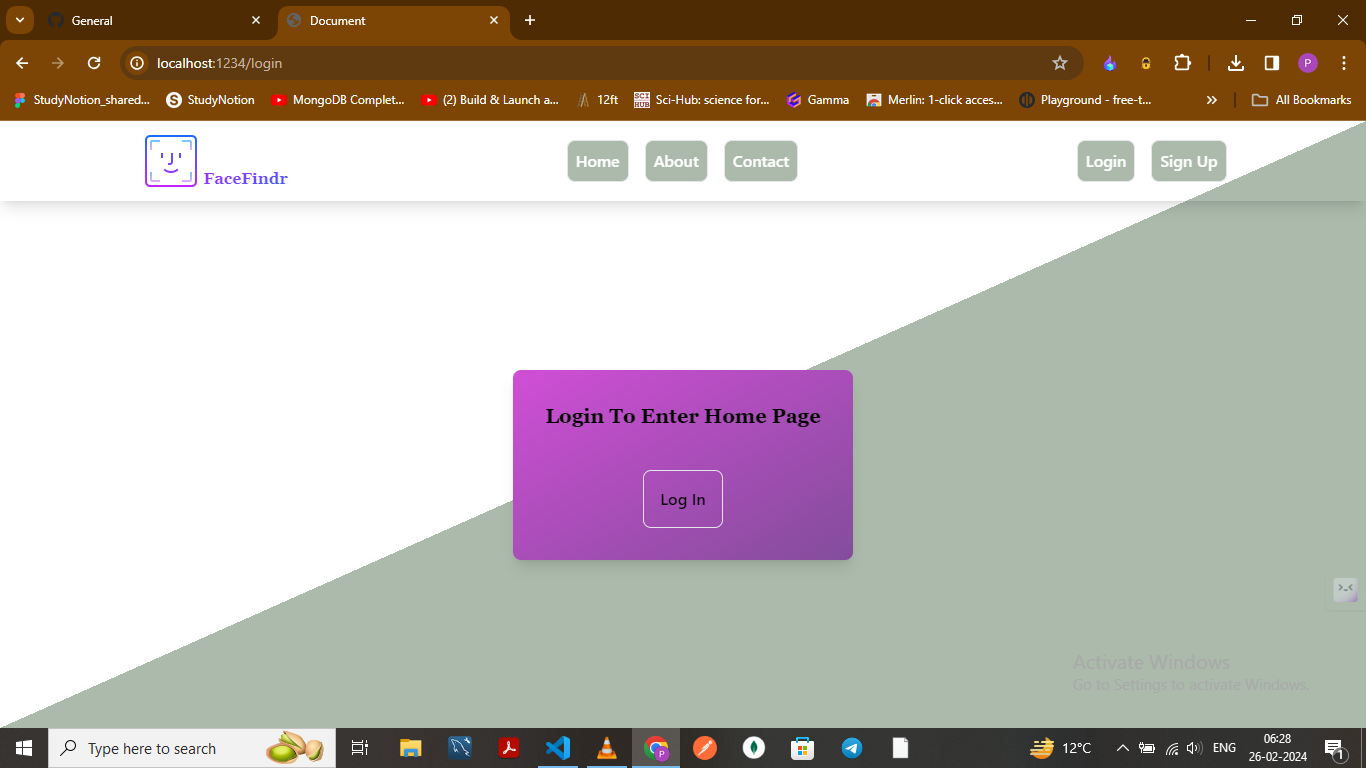 General
Document
localhost:1234/login
StudyNotion_shared...
StudyNotion
MongoDB Complet...
(2) Build & Launch a...
12ft
SCI HUB
Sci-Hub: science for...
Gamma
Merlin: 1-click acces...
Playground - free-t...
»
All Bookmarks
P
FaceFindr
Home
About
Contact
Login
Sign Up
Login To Enter Home Page
Log In
Activate Windows
Go to Settings to activate Windows.
Type here to search
P
12°C
ENG
06:28
26-02-2024
1